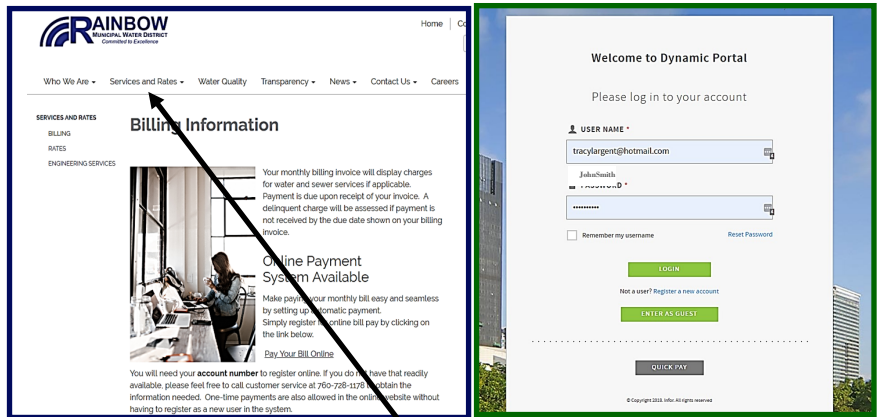 RAINBOW
MUNICIPAL WATER DISTRICT
Committed to Excellence
Home
Who We Are
Services and Rates
Water Quality
Transparency
News
Contact Us
Careers
SERVICES AND RATES
BILLING
RATES
ENGINEERING SERVICES
Billing Information
Your monthly billing invoice will display charges
for water and sewer services if applicable.
Payment is due upon receipt of your invoice. A
delinquent charge will be assessed if payment is
not received by the due date shown on your billing
invoice.
Online Payment
System Available
Make paying your monthly bill easy and seamless
by setting up automatic payment.
Simply register for online bill pay by clicking on
the link below.
Pay Your Bill Online
You will need your account number to register online. If you do not have that readily
available, please feel free to call customer service at 760-728-1178 to obtain the
information needed. One-time payments are also allowed in the online website without
having to register as a new user in the system.
Welcome to Dynamic Portal
Please log in to your account
USER NAME *
tracylargent@hotmail.com
JohnSmith
PASSWORD *
Remember my username
Reset Password
LOGIN
Not a user? Register a new account
ENTER AS GUEST
QUICK PAY
© Copyright 2019. Infor. All rights reserved